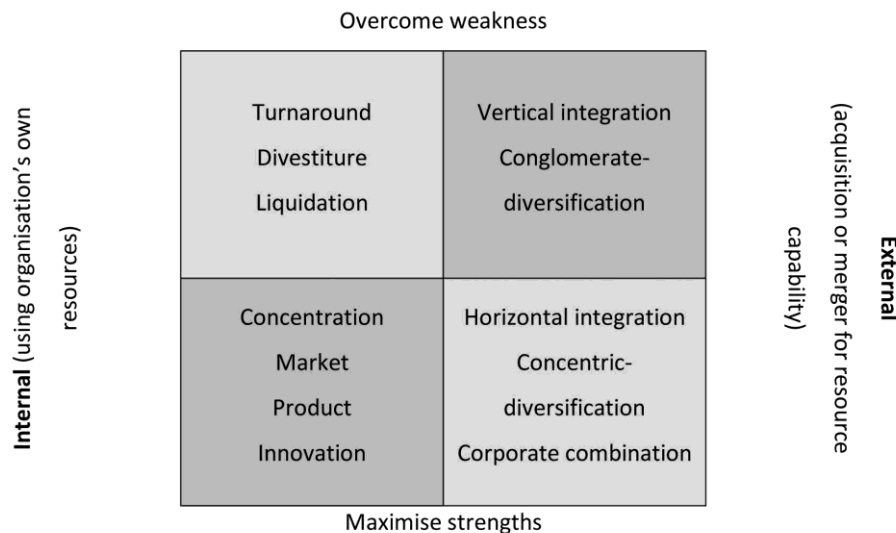 Overcome weakness
Internal (using organisation's own
resources)
Turnaround
Divestiture
Liquidation
Vertical integration
Conglomerate-
diversification
Concentration
Market
Product
Innovation
Horizontal integration
Concentric-
diversification
Corporate combination
External
(acquisition or merger for resource
capability)
Maximise strengths